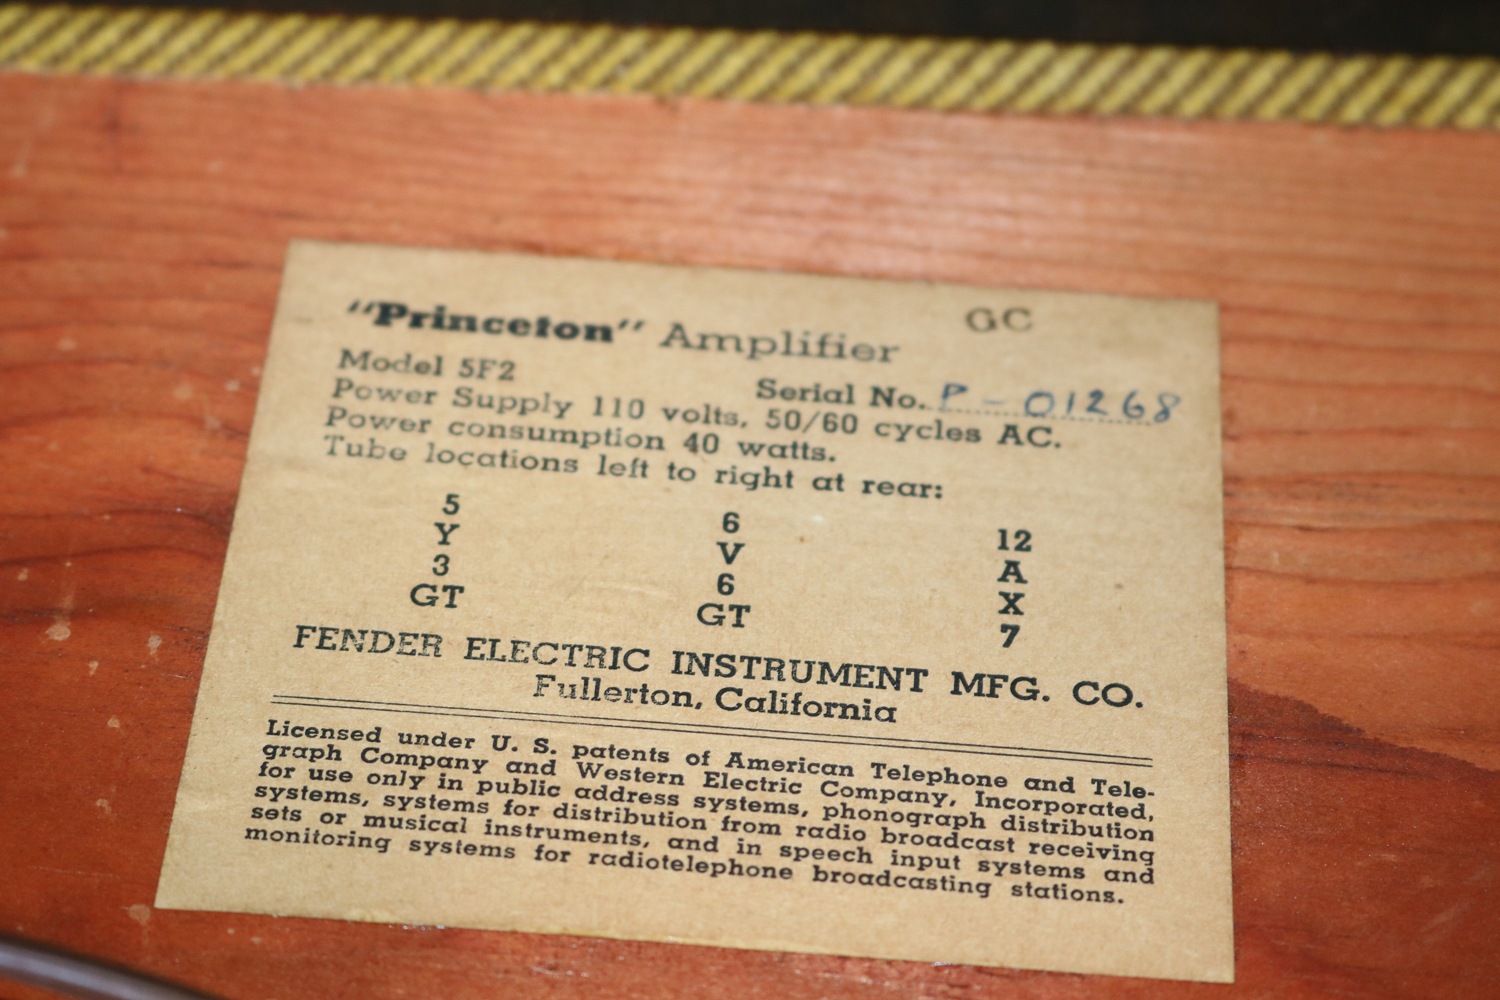 "Princeton" Amplifier GC
Model 5F2 Serial No. P-01268
Power Supply 110 volts, 50/60 cycles AC.
Power consumption 40 watts.
Tube locations left to right at rear:
5 6 12
Y V A
3 6 X
GT GT 7
FENDER ELECTRIC INSTRUMENT MFG. CO.
Fullerton, California
Licensed under U. S. patents of American Telephone and Tele-
graph Company and Western Electric Company, Incorporated,
for use only in public address systems, phonograph distribution
systems, systems for distribution from radio broadcast receiving
sets or musical instruments, and in speech input systems and
monitoring systems for radiotelephone broadcasting stations.